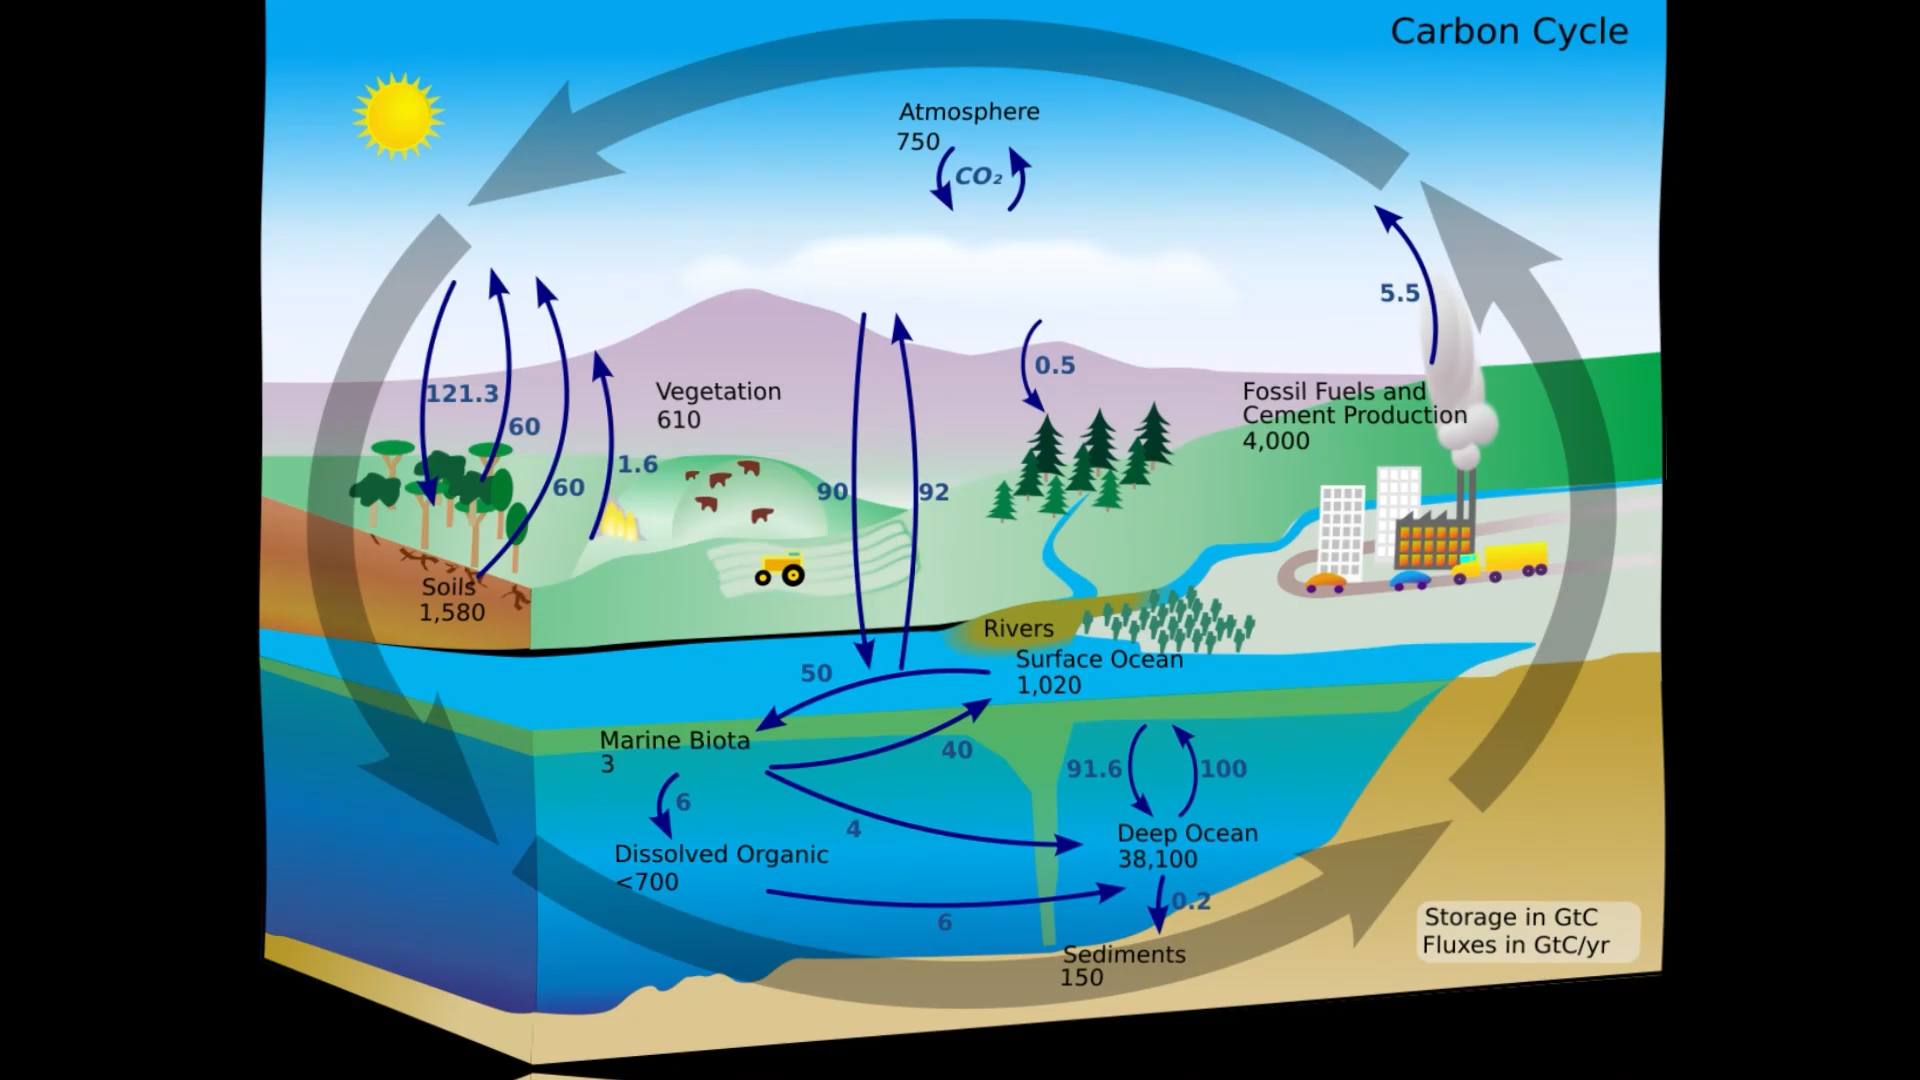 Carbon Cycle
Atmosphere
750
CO₂
5.5
121.3
60
60
1.6
Vegetation
610
90
92
0.5
Fossil Fuels and
Cement Production
4,000
Soils
1,580
Rivers
Surface Ocean
1,020
50
Marine Biota
3
40
91.6
100
6
4
Deep Ocean
38,100
Dissolved Organic
<700
6
0.2
Sediments
150
Storage in GtC
Fluxes in GtC/yr